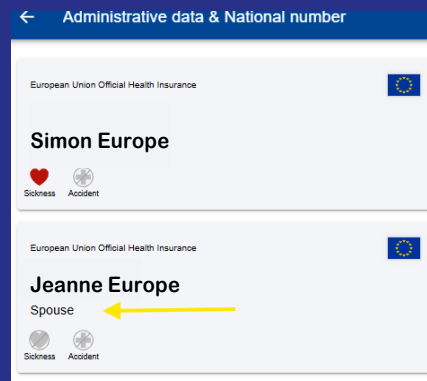 Administrative data & National number
European Union Official Health Insurance
Simon Europe
Sickness Accident
European Union Official Health Insurance
Jeanne Europe
Spouse
Sickness Accident